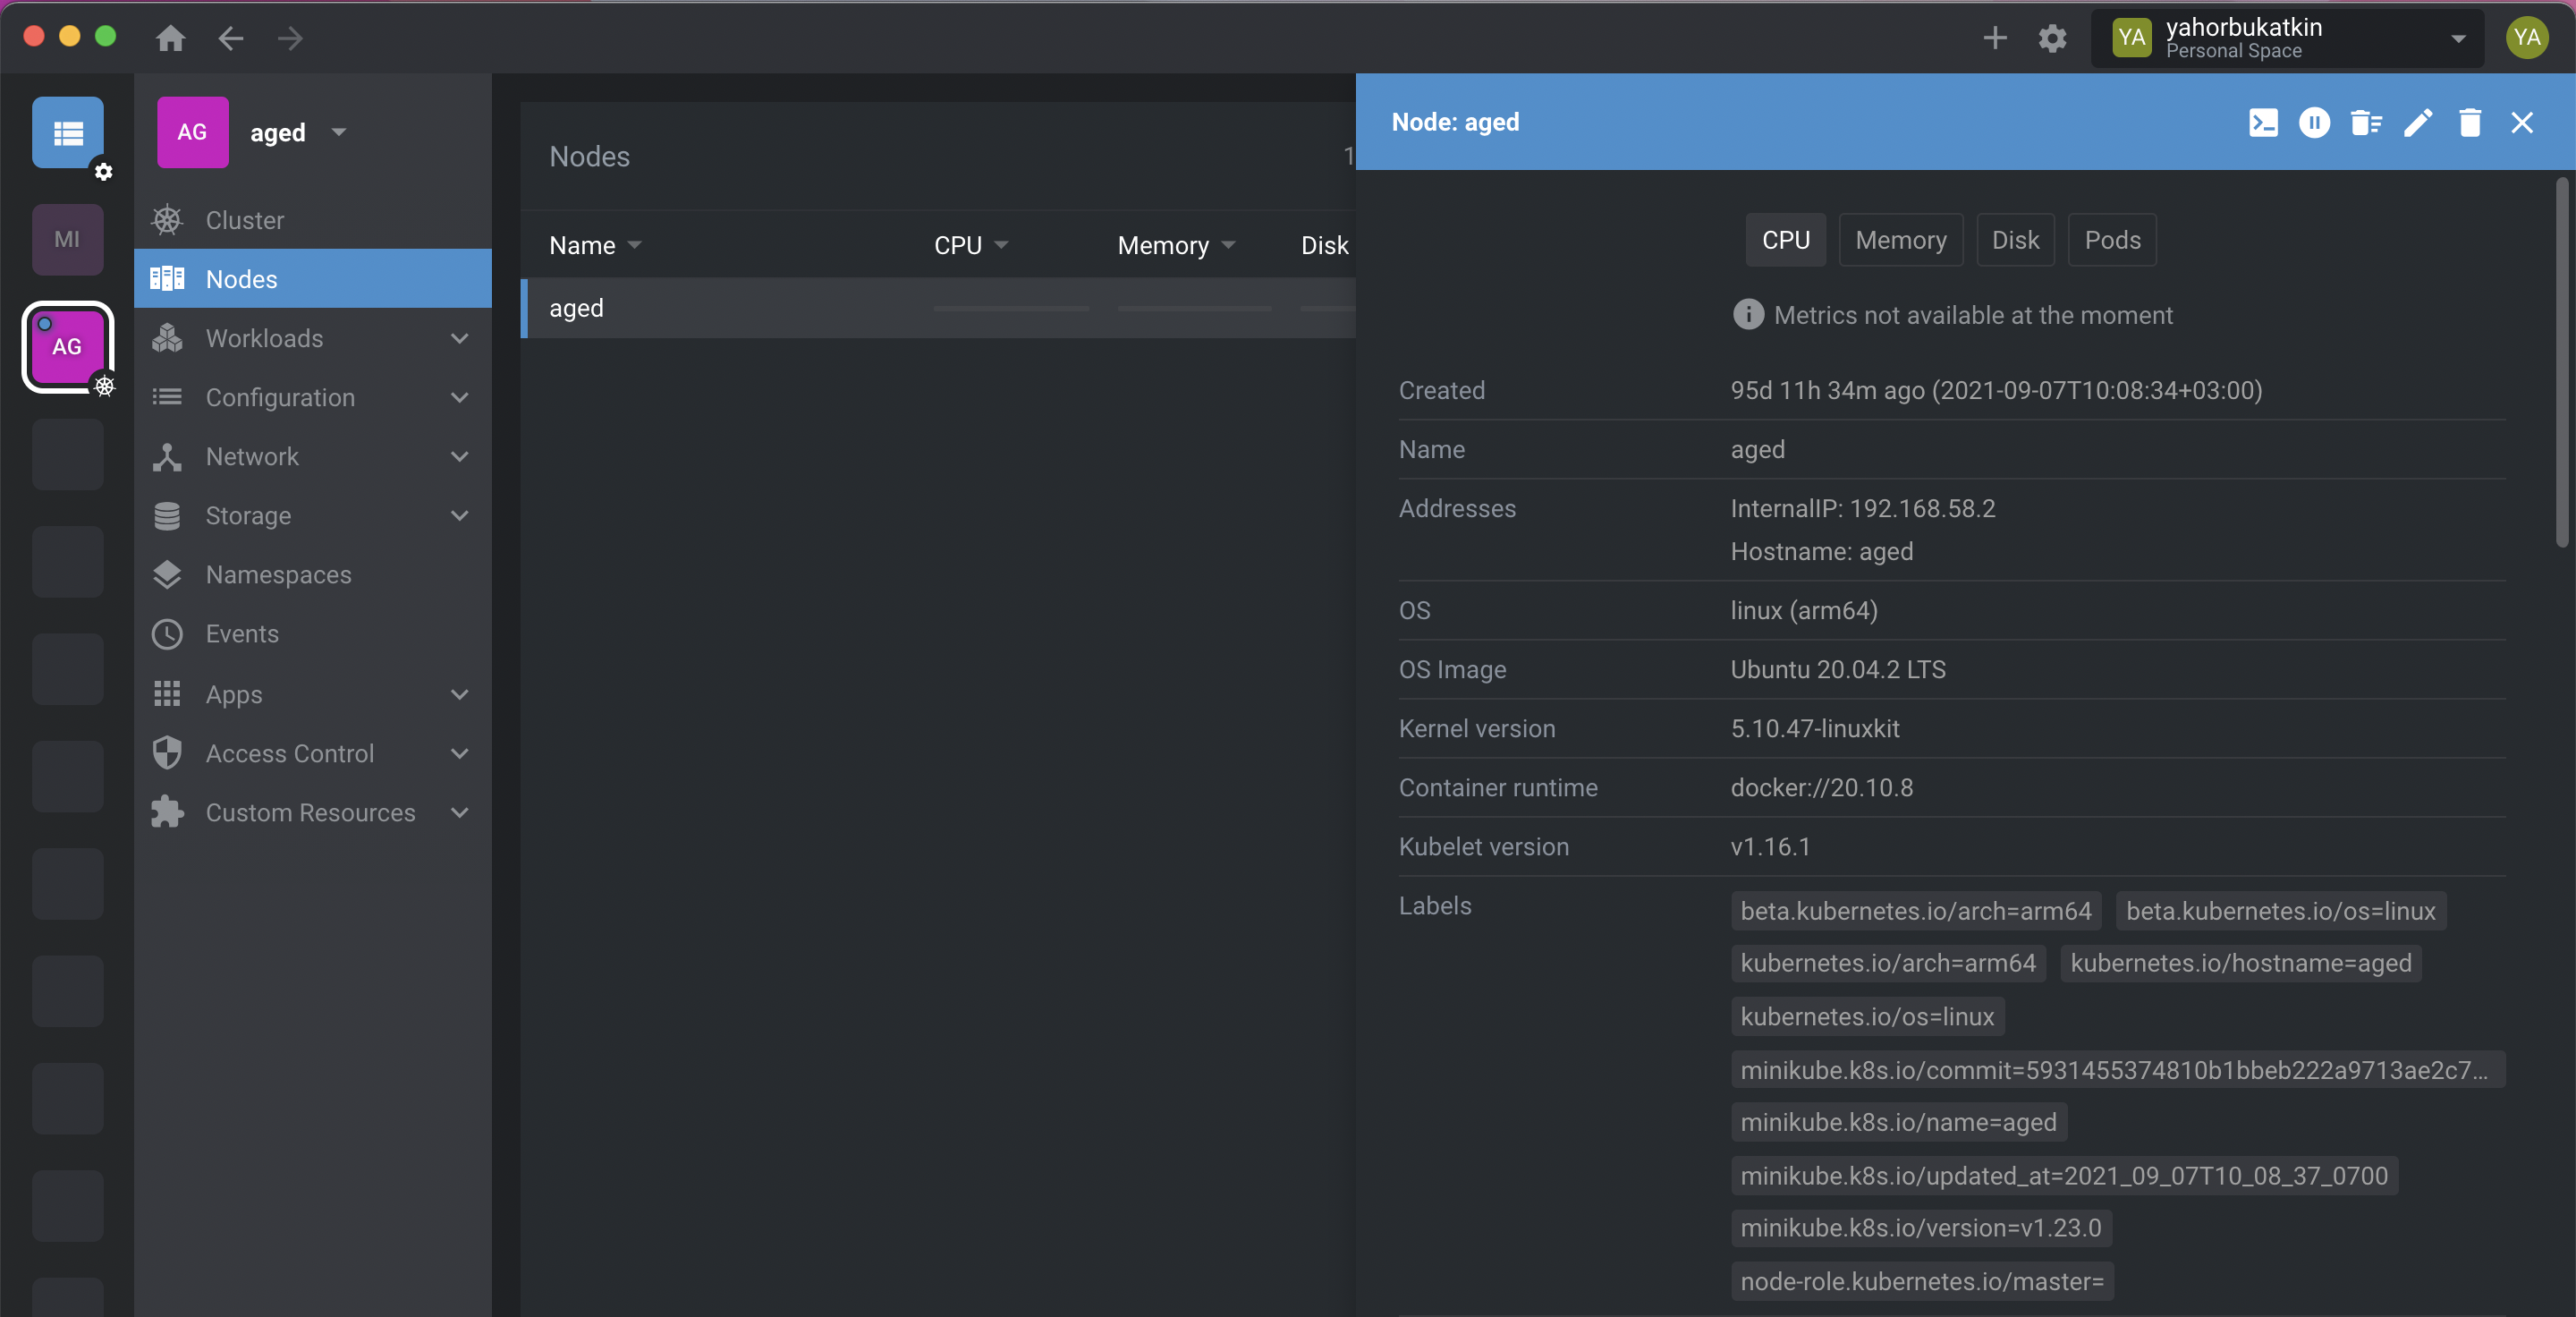 yahorbukatkin
YA
Personal Space
YA
AG
aged
MI
AG
Cluster
Nodes
Workloads
Configuration
Network
Storage
Namespaces
Events
Apps
Access Control
Custom Resources
Nodes
1
Name
CPU
Memory
Disk
aged
Node: aged
CPU
Memory
Disk
Pods
Metrics not available at the moment
Created
95d 11h 34m ago (2021-09-07T10:08:34+03:00)
Name
aged
Addresses
InternalIP: 192.168.58.2
Hostname: aged
OS
linux (arm64)
OS Image
Ubuntu 20.04.2 LTS
Kernel version
5.10.47-linuxkit
Container runtime
docker://20.10.8
Kubelet version
v1.16.1
Labels
beta.kubernetes.io/arch=arm64
beta.kubernetes.io/os=linux
kubernetes.io/arch=arm64
kubernetes.io/hostname=aged
kubernetes.io/os=linux
minikube.k8s.io/commit=5931455374810b1bbeb222a9713ae2c7...
minikube.k8s.io/name=aged
minikube.k8s.io/updated_at=2021_09_07T10_08_37_0700
minikube.k8s.io/version=v1.23.0
node-role.kubernetes.io/master=